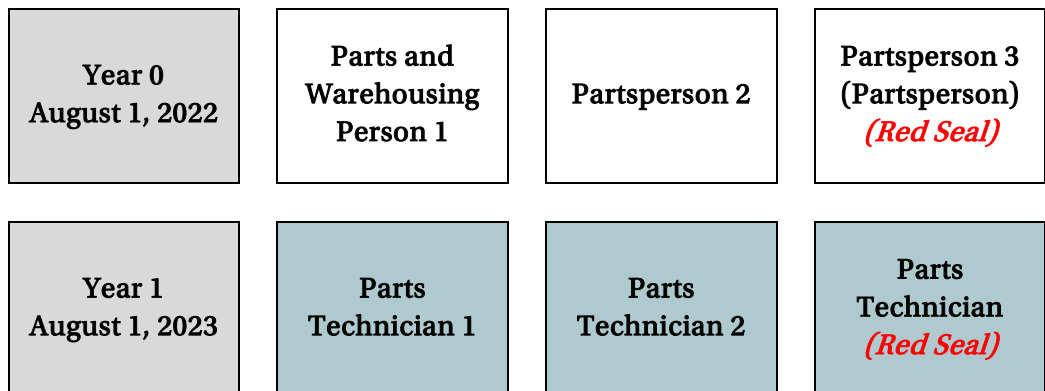 Year 0
August 1, 2022
Parts and
Warehousing
Person 1
Partsperson 2
Partsperson 3
(Partsperson)
(Red Seal)
Year 1
August 1, 2023
Parts
Technician 1
Parts
Technician 2
Parts
Technician
(Red Seal)